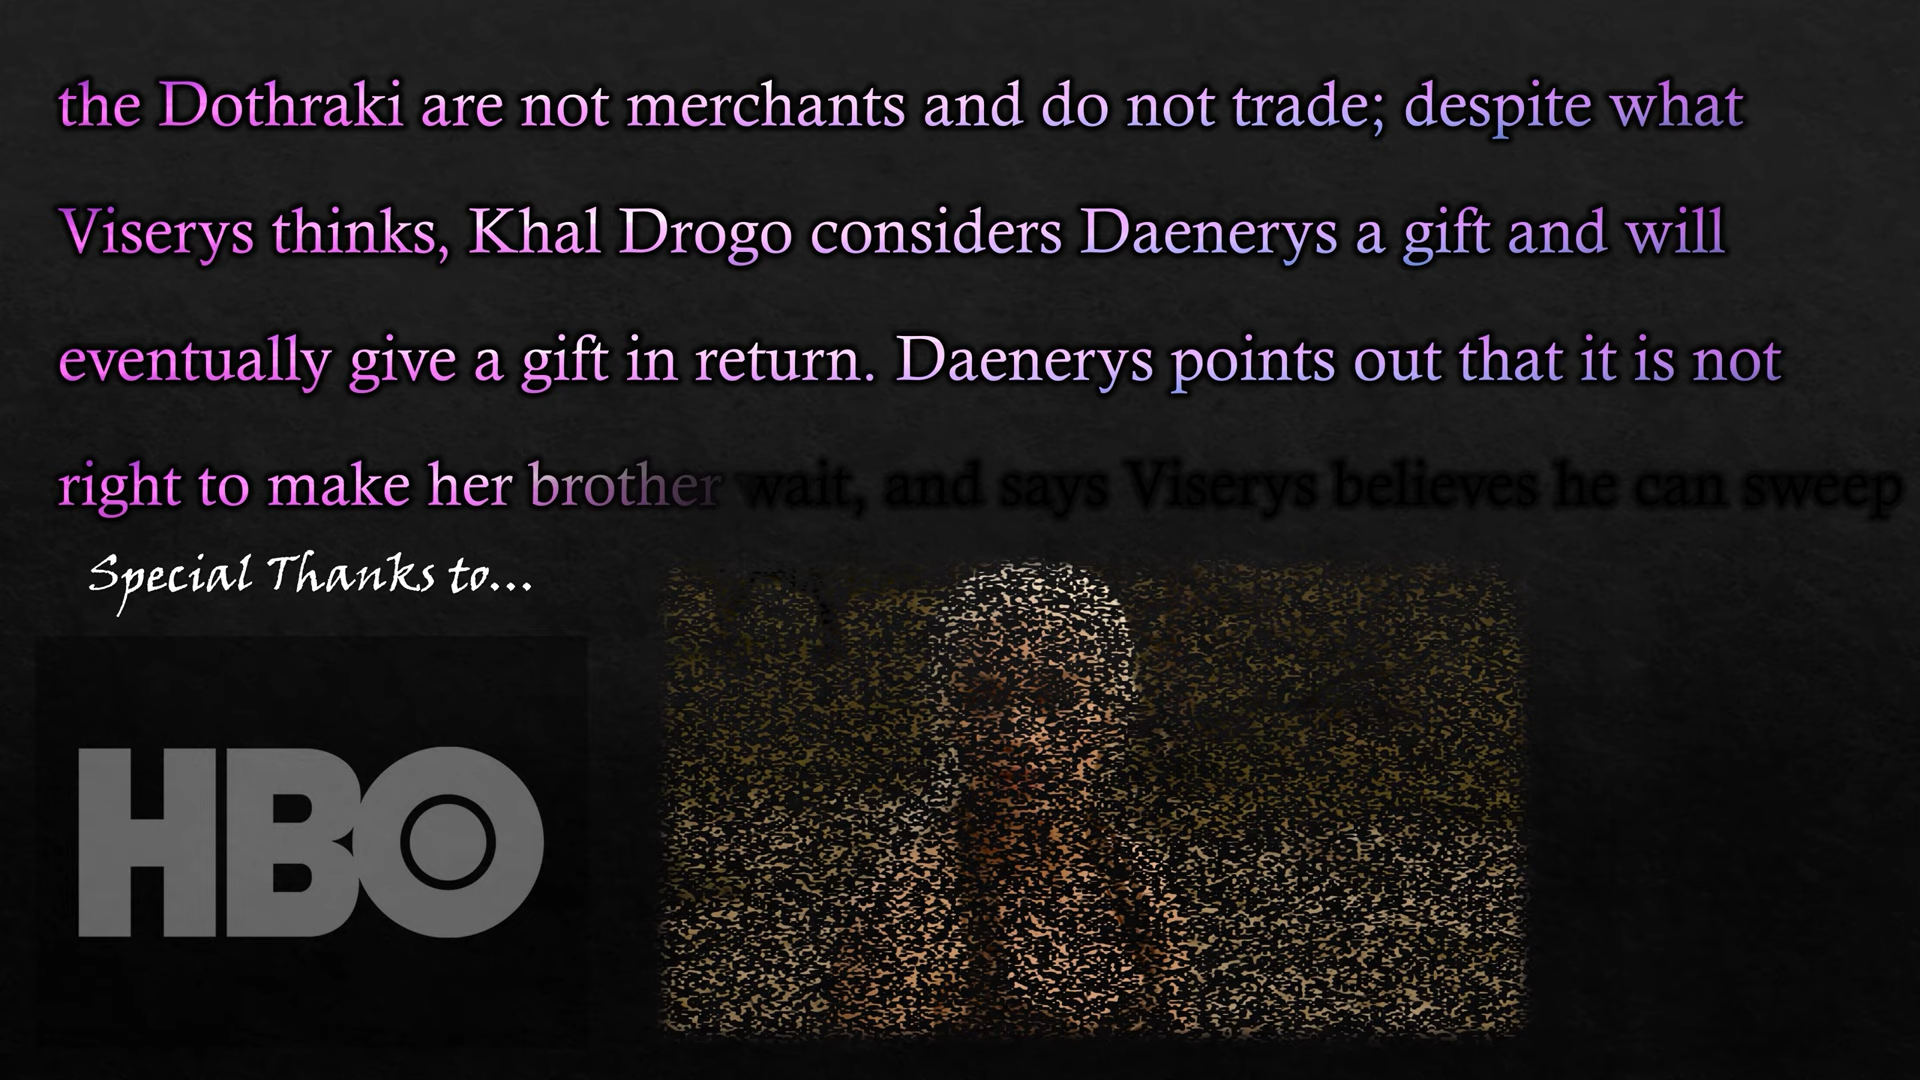 the Dothraki are not merchants and do not trade; despite what
Viserys thinks, Khal Drogo considers Daenerys a gift and will
eventually give a gift in return. Daenerys points out that it is not
right to make her brother wait, and says Viserys believes he can sweep
Special Thanks to...
HBO